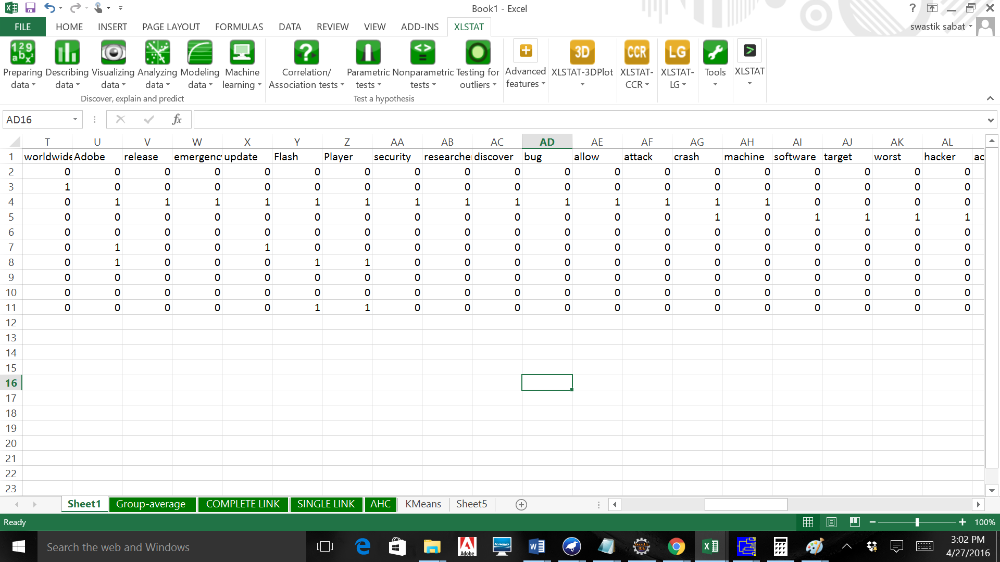 Book1 - Excel
?
FILE HOME INSERT PAGE LAYOUT FORMULAS DATA REVIEW VIEW ADD-INS XLSTAT swastik sabat
Preparing data Describing data Visualizing data Analyzing data Modeling data Machine learning Correlation/ Association tests Parametric tests Nonparametric tests Testing for outliers Advanced features XLSTAT-3DPlot XLSTAT-CCR XLSTAT-LG Tools XLSTAT
Discover, explain and predict Test a hypothesis
AD16 fx
T U V W X Y Z AA AB AC AD AE AF AG AH AI AJ AK AL
1 worldwide Adobe release emergenc update Flash Player security researche discover bug allow attack crash machine software target worst hacker ac
2 0 0 0 0 0 0 0 0 0 0 0 0 0 0 0 0 0 0 0
3 1 0 0 0 0 0 0 0 0 0 0 0 0 0 0 0 0 0 0
4 0 1 1 1 1 1 1 1 1 1 1 1 1 1 1 0 0 0 0
5 0 0 0 0 0 0 0 0 0 0 0 0 0 1 0 1 1 1 1
6 0 0 0 0 0 0 0 0 0 0 0 0 0 0 0 0 0 0 0
7 0 1 0 0 1 0 0 0 0 0 0 0 0 0 0 0 0 0 0
8 0 1 0 0 0 1 1 0 0 0 0 0 0 0 0 0 0 0 0
9 0 0 0 0 0 0 0 0 0 0 0 0 0 0 0 0 0 0 0
10 0 0 0 0 0 0 0 0 0 0 0 0 0 0 0 0 0 0 0
11 0 0 0 0 0 1 1 0 0 0 0 0 0 0 0 0 0 0 0
12
13
14
15
16
17
18
19
20
21
22
23
Sheet1 Group-average COMPLETE LINK SINGLE LINK AHC KMeans Sheet5
Ready 100%
Search the web and Windows
3:02 PM
4/27/2016